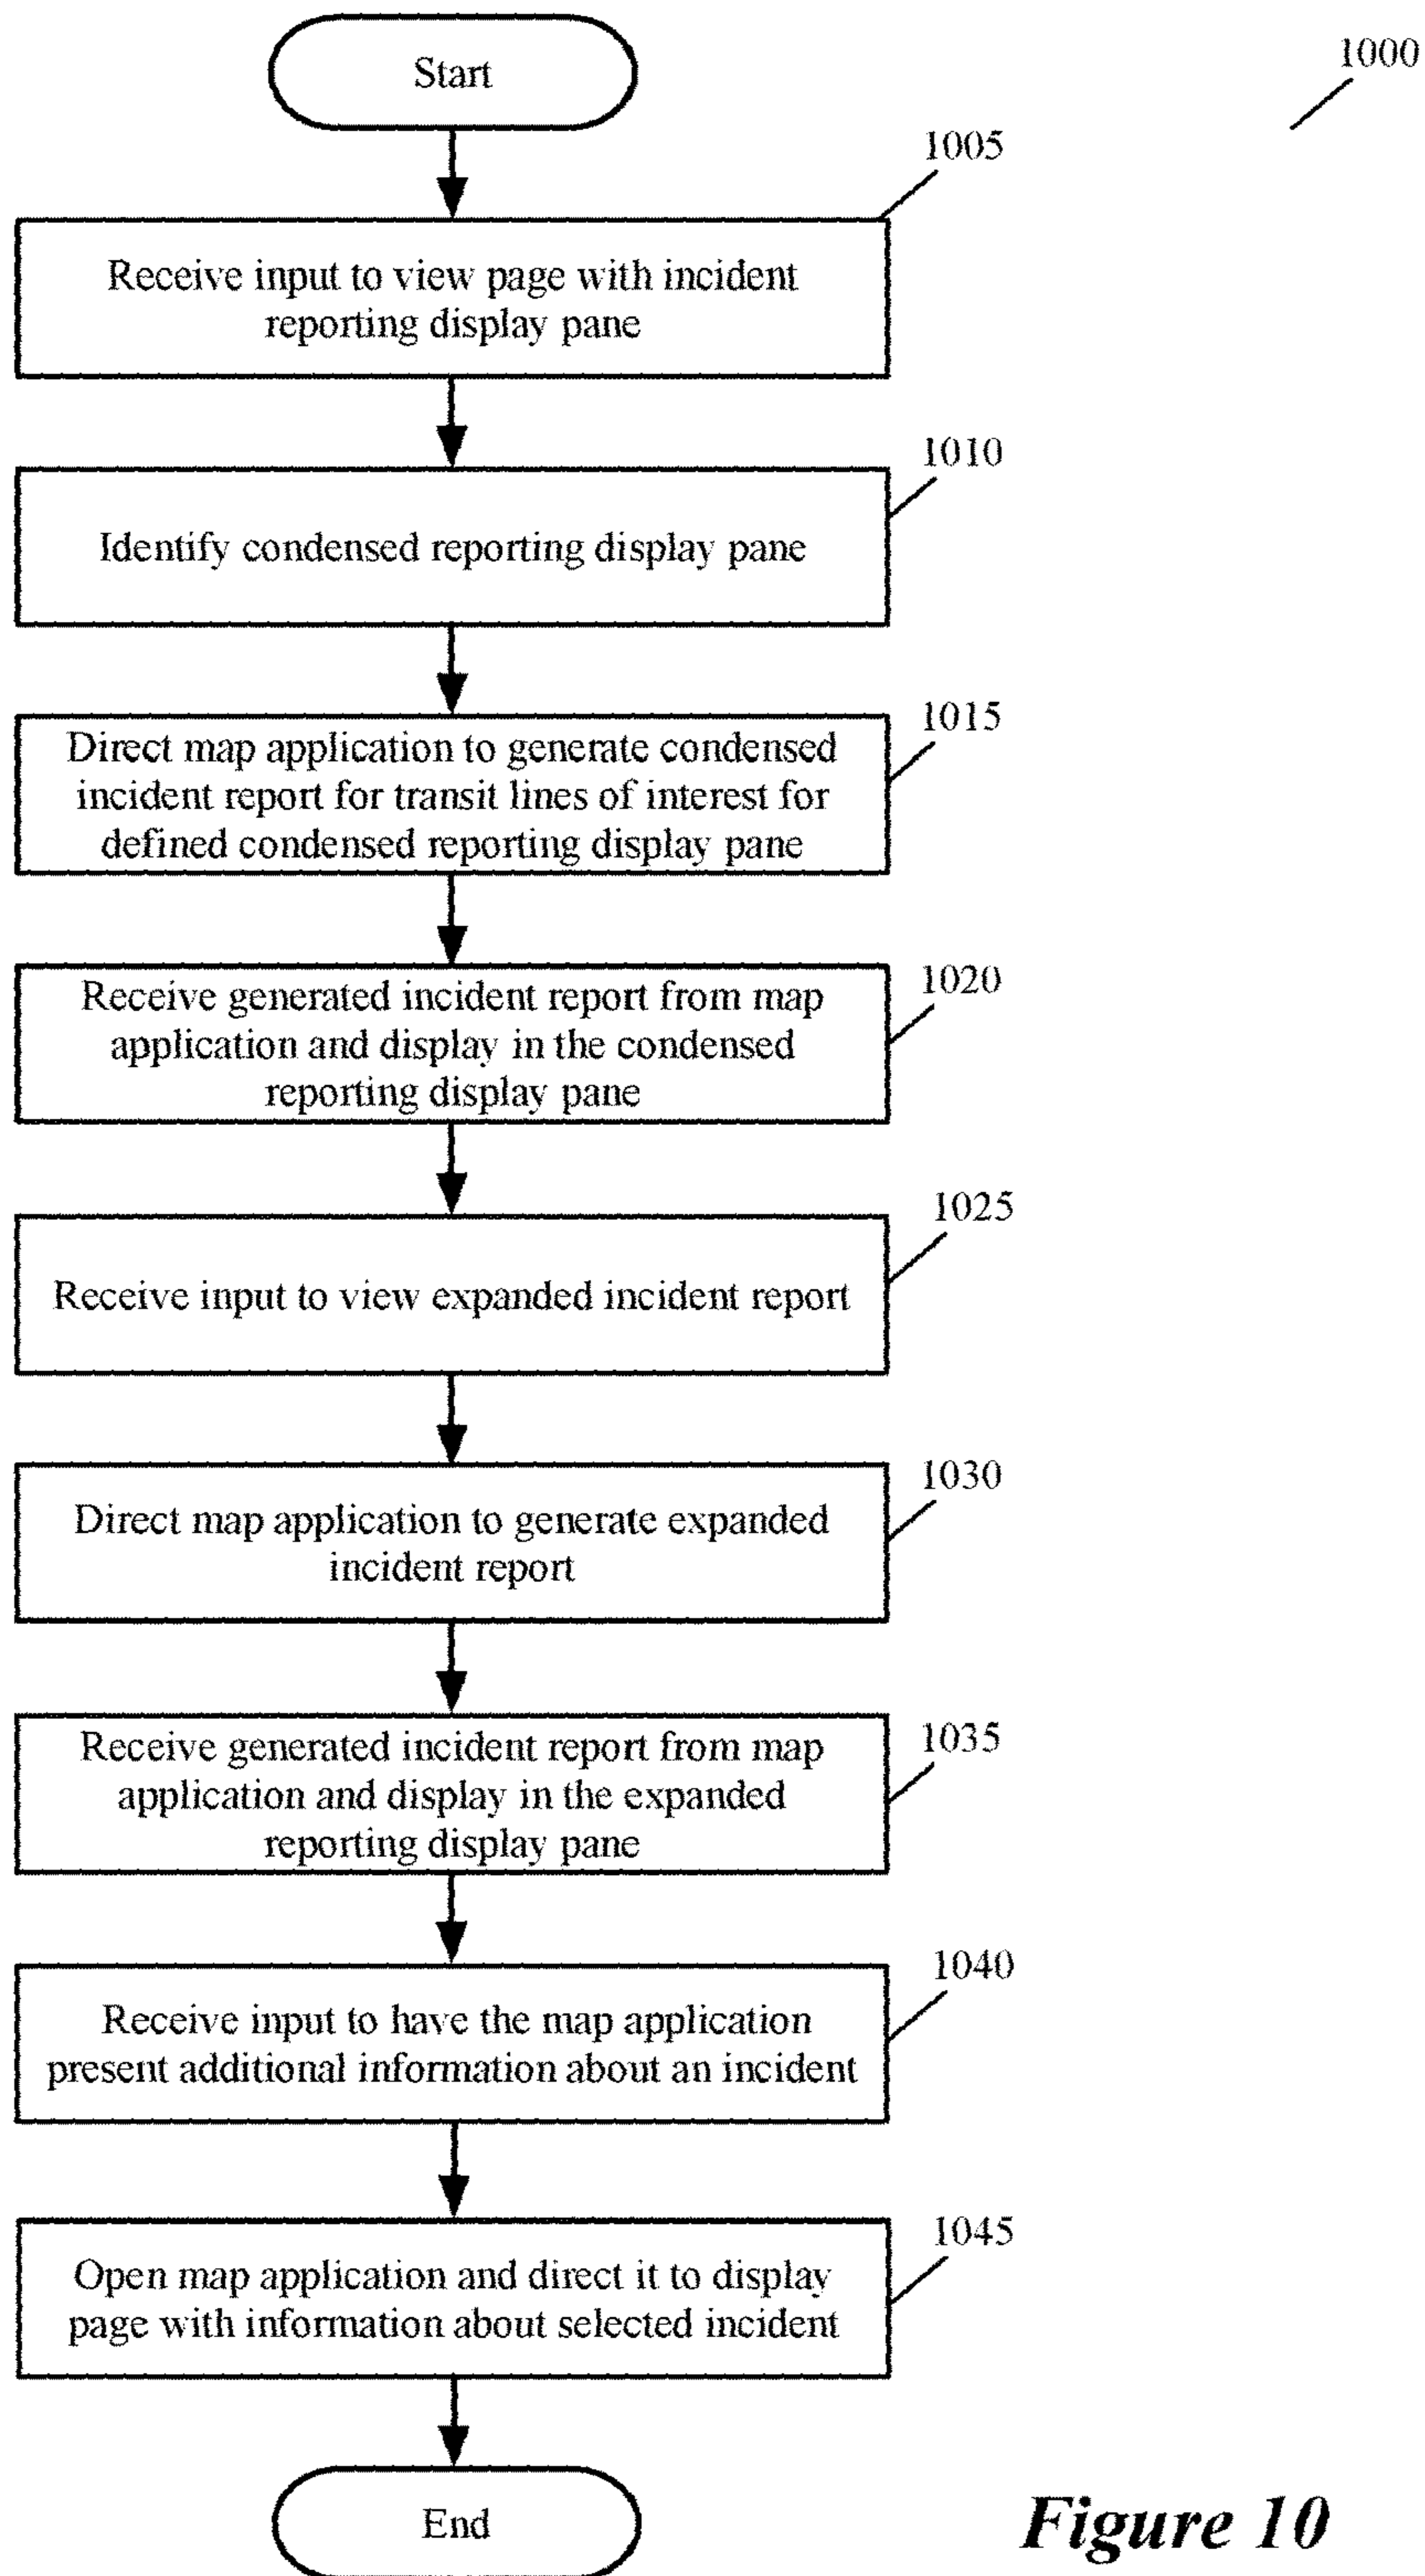 Start
1000
1005
Receive input to view page with incident
reporting display pane
1010
Identify condensed reporting display pane
1015
Direct map application to generate condensed
incident report for transit lines of interest for
defined condensed reporting display pane
1020
Receive generated incident report from map
application and display in the condensed
reporting display pane
1025
Receive input to view expanded incident report
1030
Direct map application to generate expanded
incident report
1035
Receive generated incident report from map
application and display in the expanded
reporting display pane
1040
Receive input to have the map application
present additional information about an incident
1045
Open map application and direct it to display
page with information about selected incident
End
Figure 10